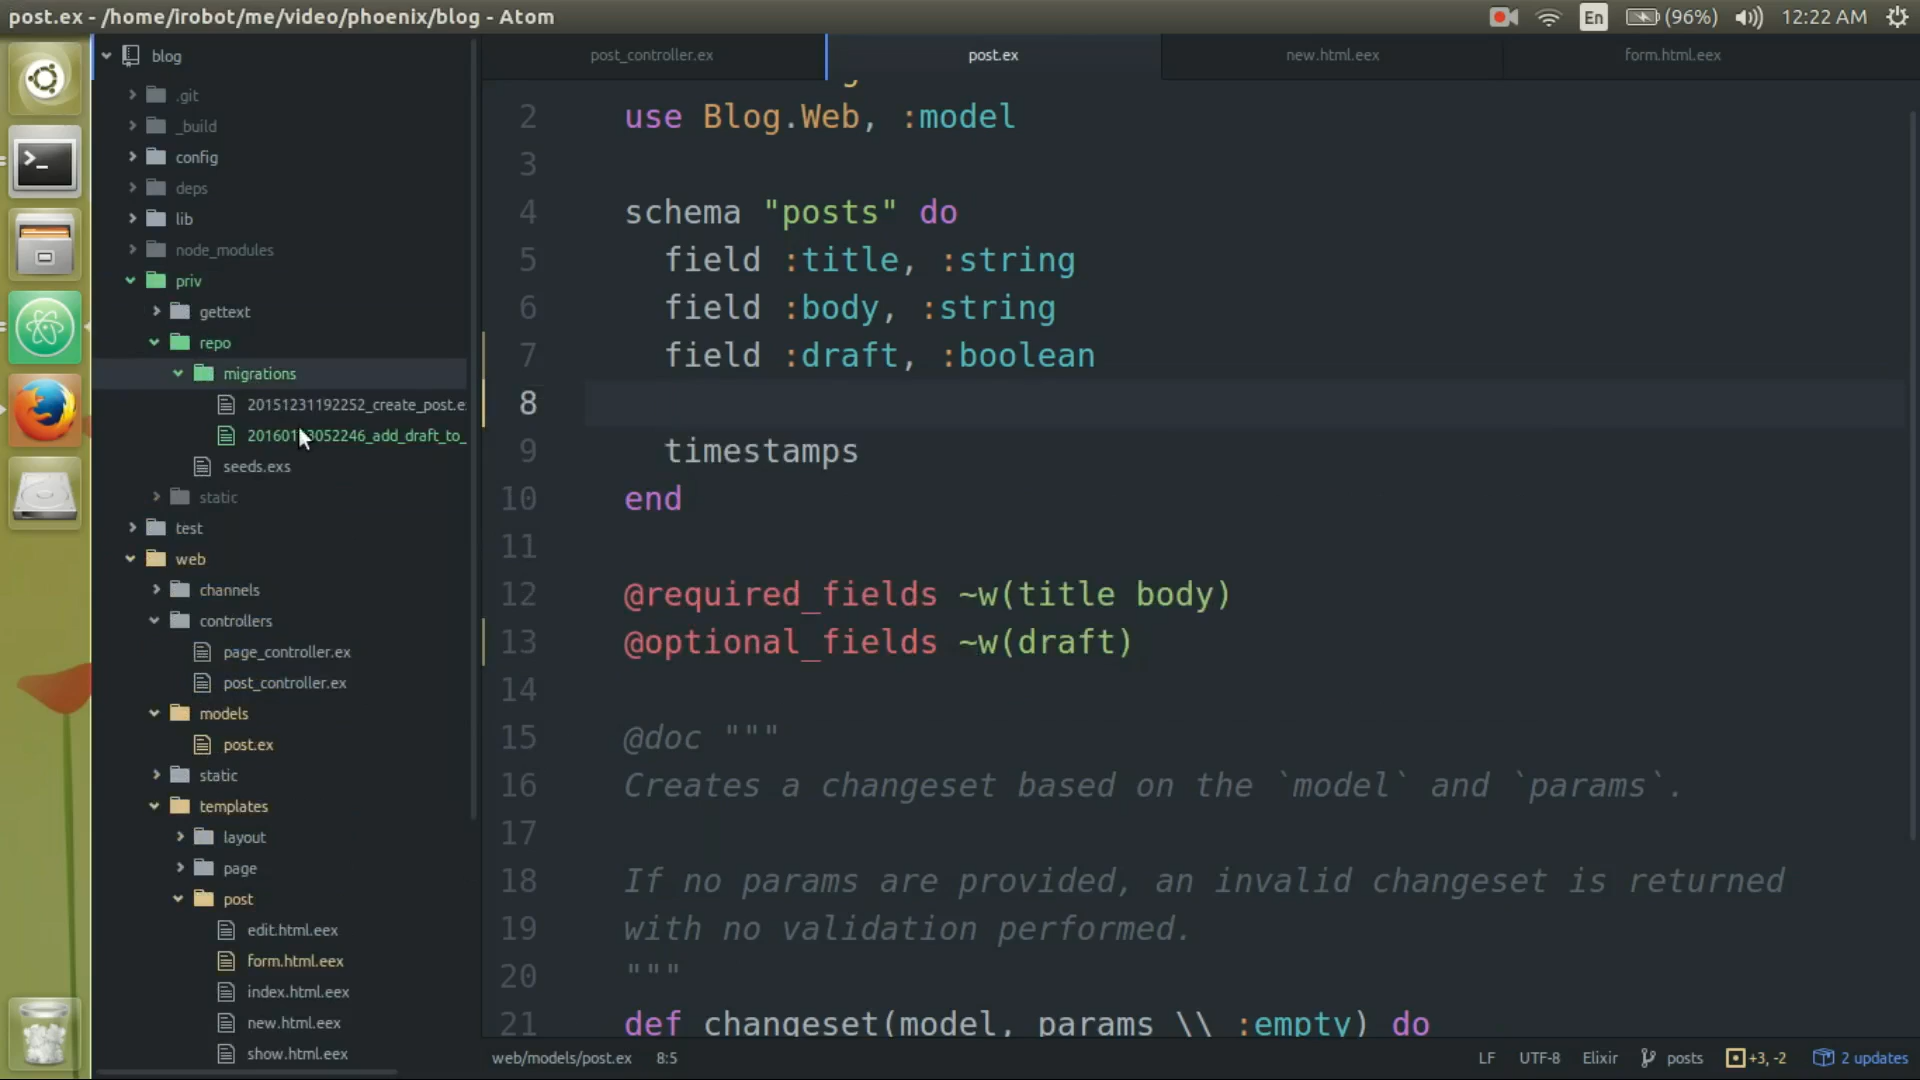 post.ex - /home/irobot/me/video/phoenix/blog - Atom
En
(96%)
12:22 AM
blog
.git
_build
config
deps
lib
node_modules
priv
gettext
repo
migrations
20151231192252_create_post.e
052246_add_draft_to_
seeds.exs
static
test
web
channels
controllers
page_controller.ex
post_controller.ex
models
post.ex
static
templates
layout
page
post
edit.html.eex
form.html.eex
index.html.eex
new.html.eex
show.html.eex
post_controller.ex
post.ex
new.html.eex
form.html.eex
2 use Blog.Web, :model
3
4 schema "posts" do
5 field :title, :string
6 field :body, :string
7 field :draft, :boolean
8
9 timestamps
10 end
11
12 @required_fields ~w(title body)
13 @optional_fields ~w(draft)
14
15 @doc """
16 Creates a changeset based on the `model` and `params`.
17
18 If no params are provided, an invalid changeset is returned
19 with no validation performed.
20 """
21 def changeset(model, params \\ :empty) do
web/models/post.ex 8:5
LF UTF-8 Elixir posts +3, -2 2 updates